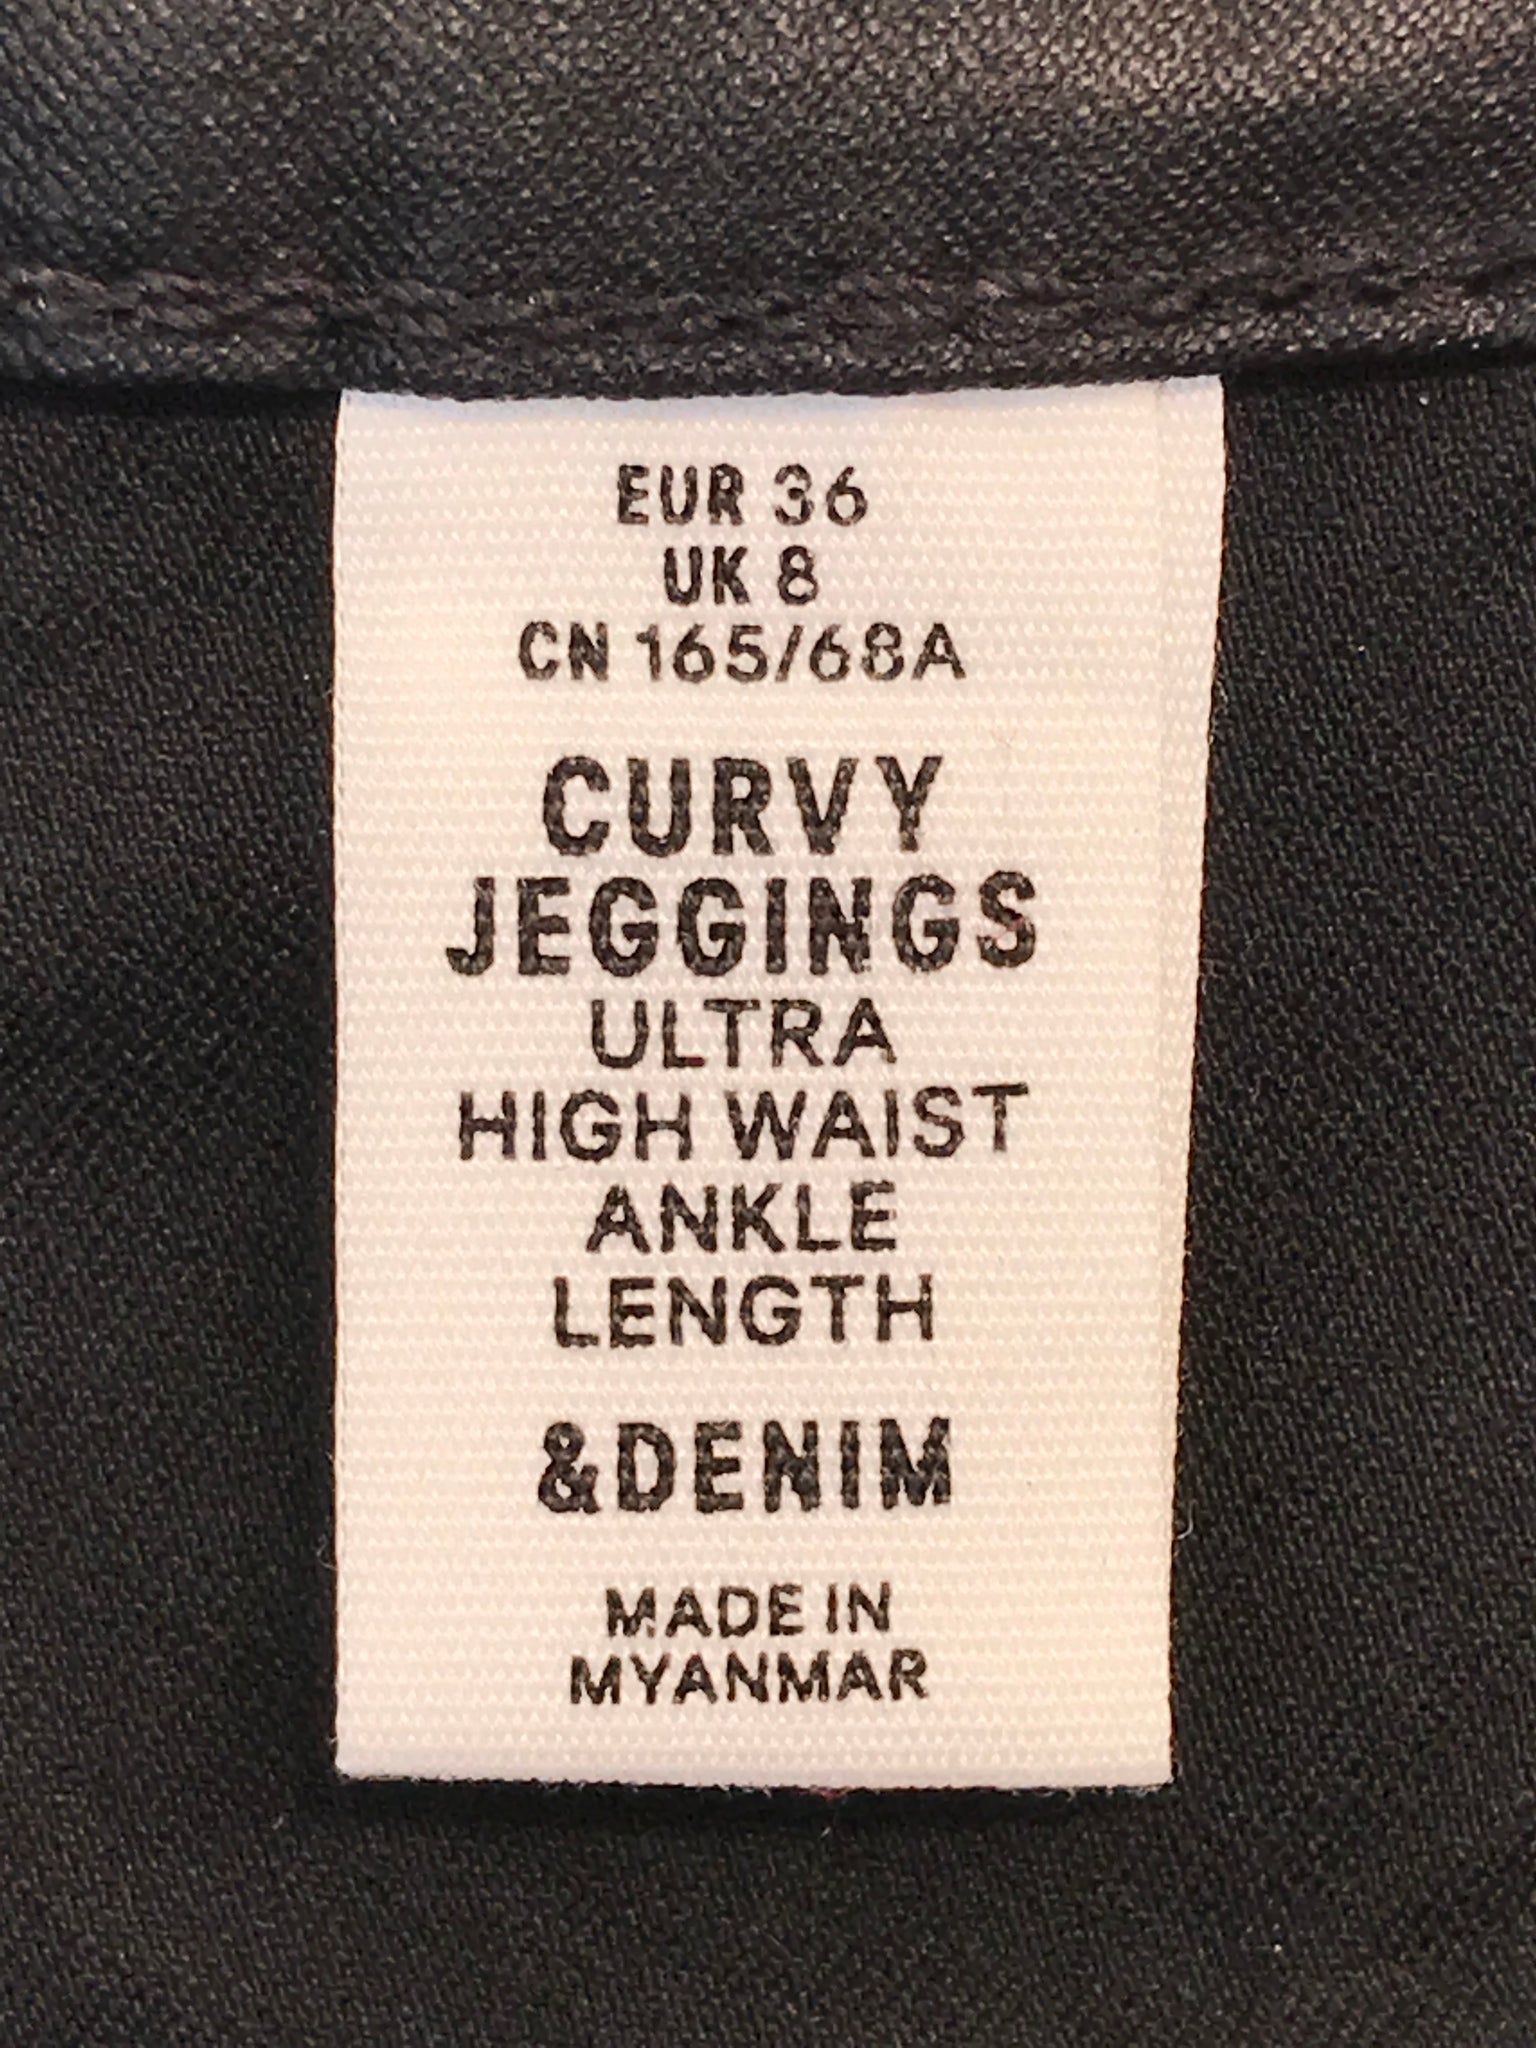 EUR 36
UK 8
CN 165/68A
CURVY
JEGGINGS
ULTRA
HIGH WAIST
ANKLE
LENGTH
&DENIM
MADE IN
MYANMAR